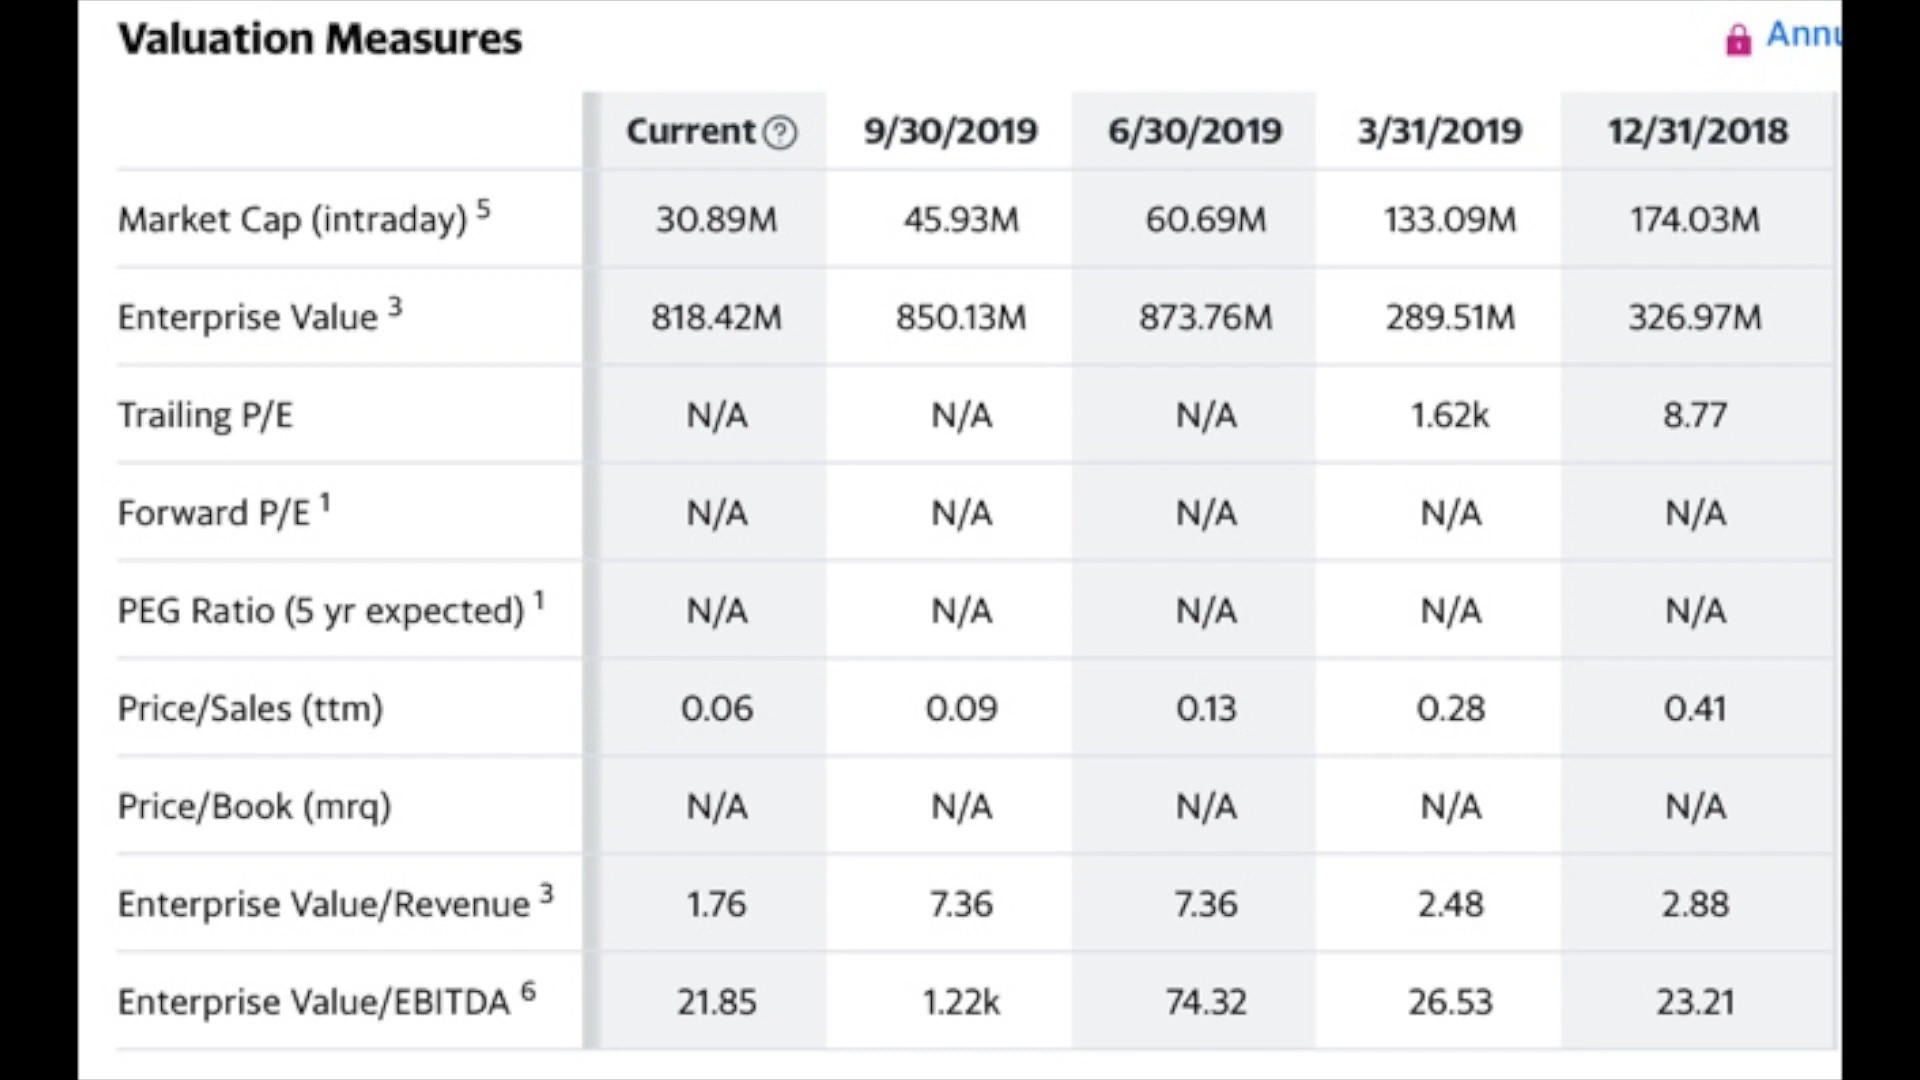 Valuation Measures
Annu
Current 9/30/2019 6/30/2019 3/31/2019 12/31/2018
Market Cap (intraday) 5 30.89M 45.93M 60.69M 133.09M 174.03M
Enterprise Value 3 818.42M 850.13M 873.76M 289.51M 326.97M
Trailing P/E N/A N/A N/A 1.62k 8.77
Forward P/E 1 N/A N/A N/A N/A N/A
PEG Ratio (5 yr expected) 1 N/A N/A N/A N/A N/A
Price/Sales (ttm) 0.06 0.09 0.13 0.28 0.41
Price/Book (mrq) N/A N/A N/A N/A N/A
Enterprise Value/Revenue 3 1.76 7.36 7.36 2.48 2.88
Enterprise Value/EBITDA 6 21.85 1.22k 74.32 26.53 23.21